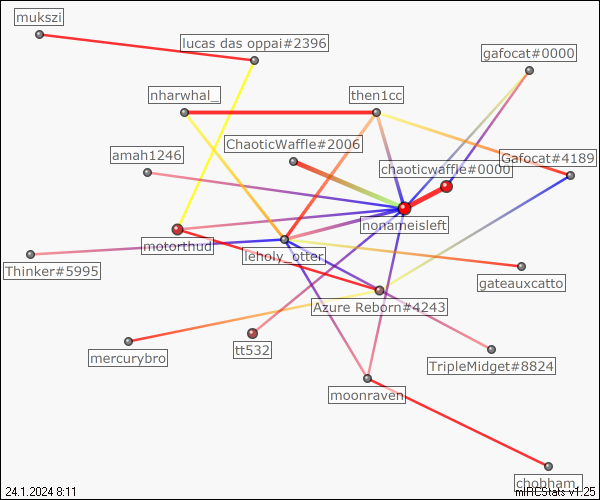 mukszi
lucas das oppai#2396
gafocat#0000
nharwhal_
then1cc
ChaoticWaffle#2006
amah1246
chaoticwaffle#0000
Gafocat#4189
nonameisleft
motorthud
leholy_otter
Thinker#5995
gateauxcatto
Azure Reborn#4243
mercurybro
tt532
TripleMidget#8824
moonraven
chobham_
24.1.2024 8:11
mIRCStats v1.25